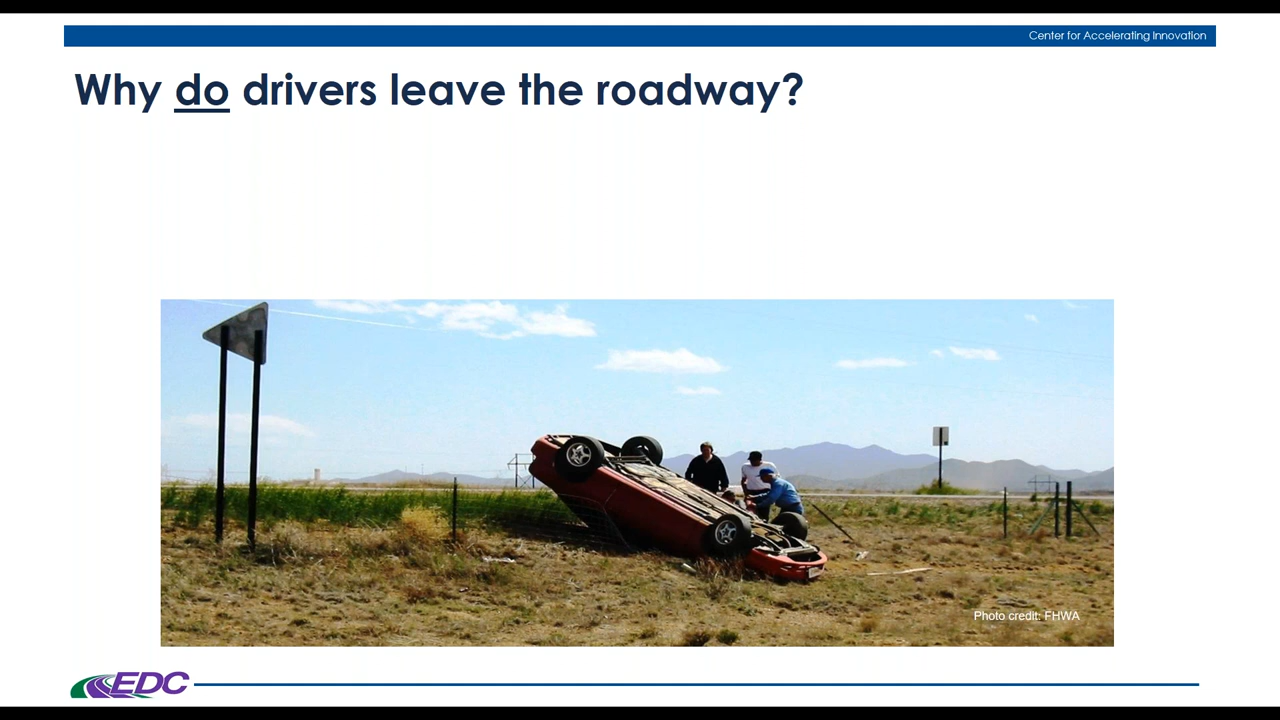 Center for Accelerating Innovation
Why do drivers leave the roadway?
Photo credit: FHWA
EDC